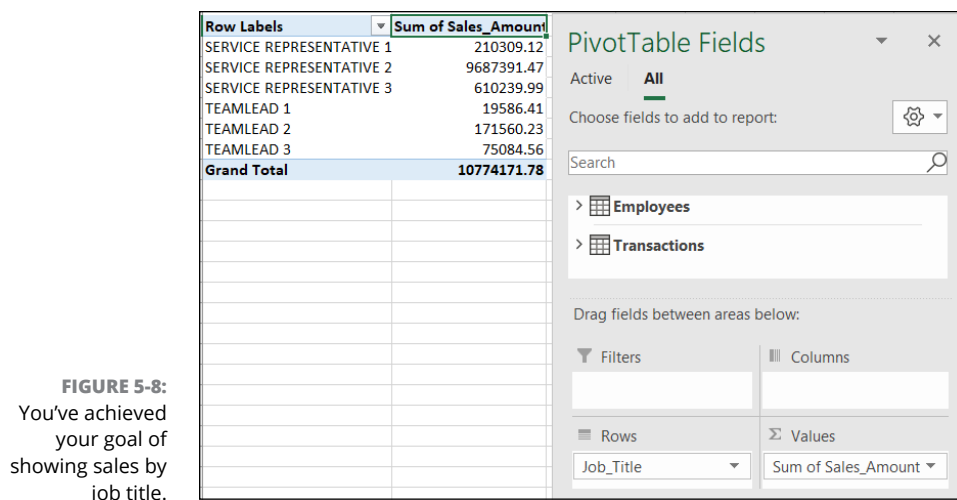 Row Labels Sum of Sales_Amount
SERVICE REPRESENTATIVE 1 210309.12
SERVICE REPRESENTATIVE 2 9687391.47
SERVICE REPRESENTATIVE 3 610239.99
TEAMLEAD 1 19586.41
TEAMLEAD 2 171560.23
TEAMLEAD 3 75084.56
Grand Total 10774171.78
PivotTable Fields
Active All
Choose fields to add to report:
Search
Employees
Transactions
Drag fields between areas below:
Filters Columns
Rows Σ Values
Job_Title Sum of Sales_Amount
FIGURE 5-8:
You’ve achieved
your goal of
showing sales by
job title.